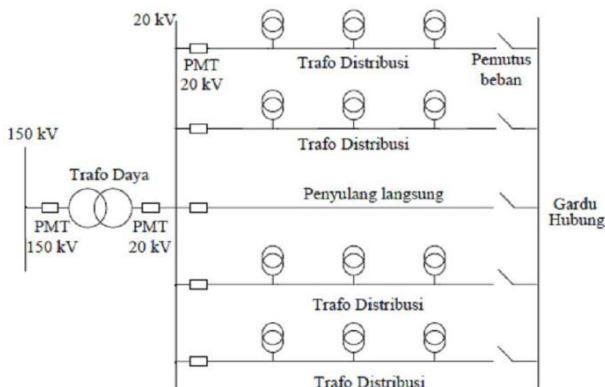 20 kV
PMT
20 kV
Trafo Distribusi
Pemutus
beban
150 kV
Trafo Daya
Trafo Distribusi
PMT
150 kV
PMT
20 kV
Penyulang langsung
Gardu
Hubung
Trafo Distribusi
Trafo Distribusi